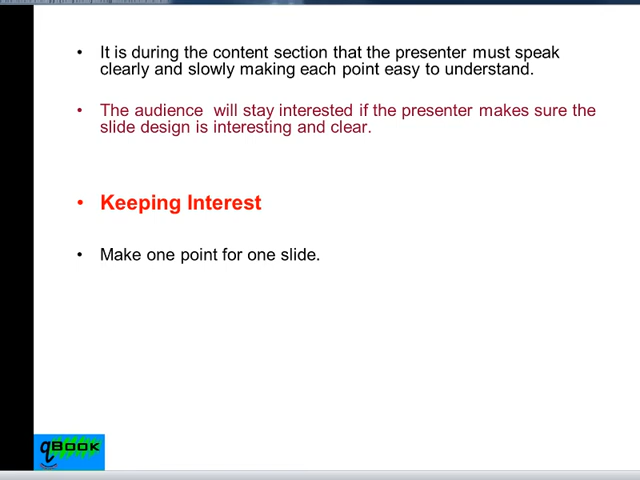 • It is during the content section that the presenter must speak
clearly and slowly making each point easy to understand.
• The audience will stay interested if the presenter makes sure the
slide design is interesting and clear.
• Keeping Interest
• Make one point for one slide.
qBOOK